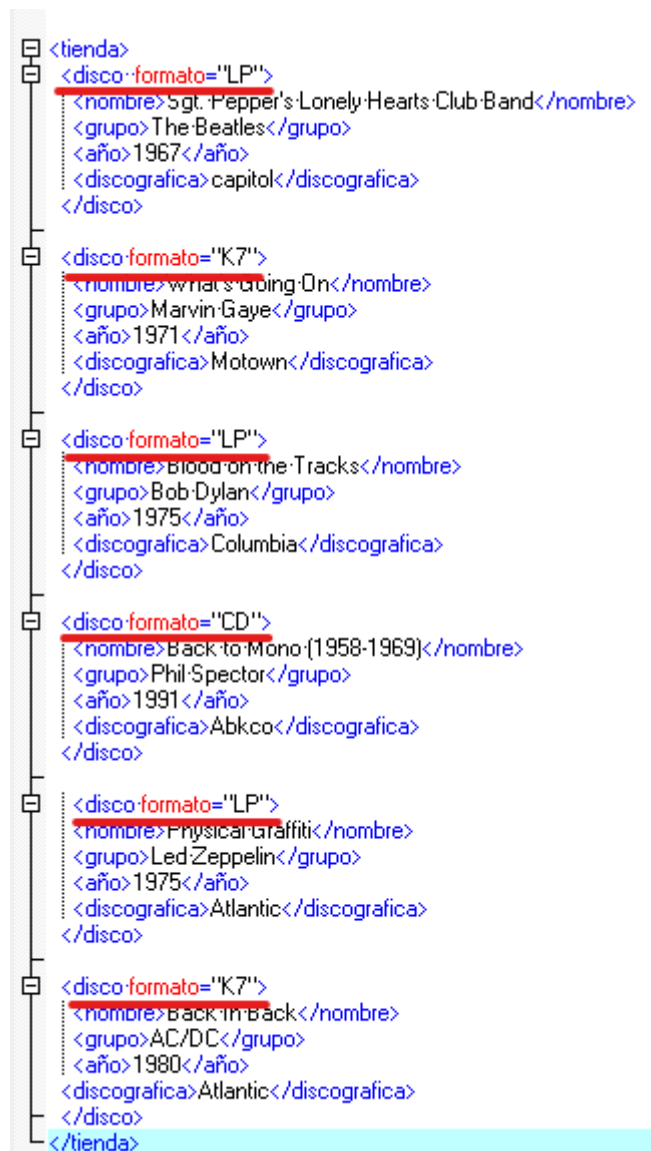 <tienda>
<disco formato="LP">
<nombre>Sgt. Pepper's Lonely Hearts Club Band</nombre>
<grupo>The Beatles</grupo>
<año>1967</año>
<discografica>capitol</discografica>
</disco>
<disco formato="K7">
<nombre>What's Going On</nombre>
<grupo>Marvin Gaye</grupo>
<año>1971</año>
<discografica>Motown</discografica>
</disco>
<disco formato="LP">
<nombre>Blood on the Tracks</nombre>
<grupo>Bob Dylan</grupo>
<año>1975</año>
<discografica>Columbia</discografica>
</disco>
<disco formato="CD">
<nombre>Back to Mono (1958-1969)</nombre>
<grupo>Phil Spector</grupo>
<año>1991</año>
<discografica>Abkco</discografica>
</disco>
<disco formato="LP">
<nombre>Physical Graffiti</nombre>
<grupo>Led Zeppelin</grupo>
<año>1975</año>
<discografica>Atlantic</discografica>
</disco>
<disco formato="K7">
<nombre>Back in Back</nombre>
<grupo>AC/DC</grupo>
<año>1980</año>
<discografica>Atlantic</discografica>
</disco>
</tienda>